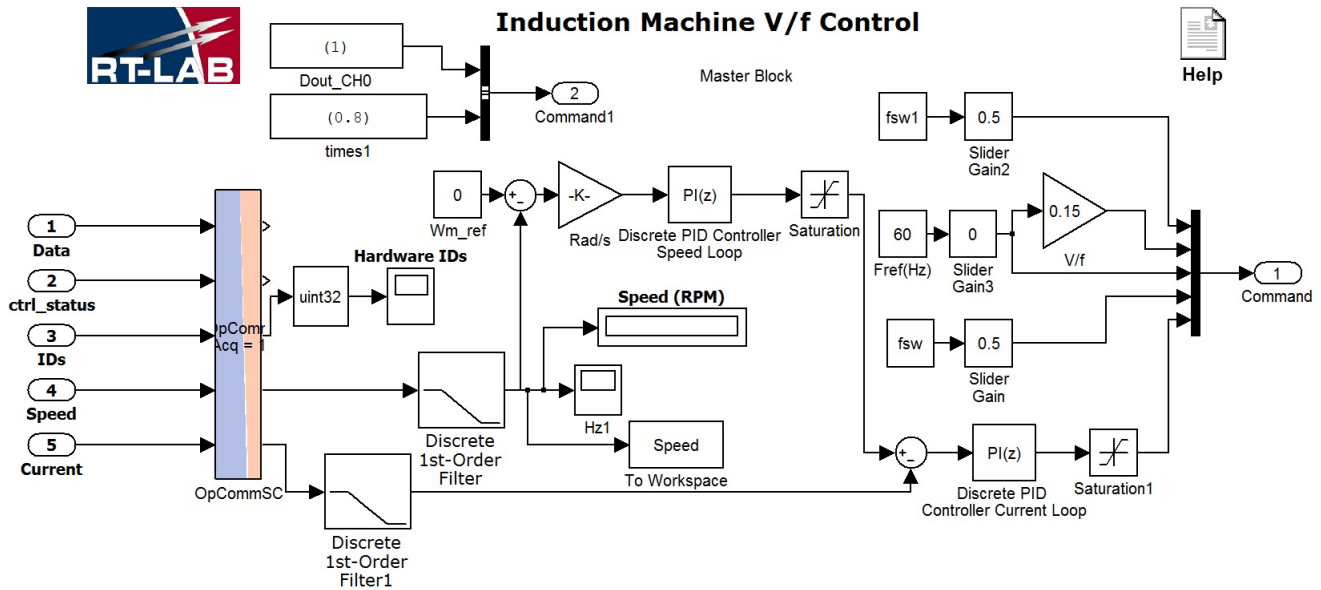 Induction Machine V/f Control
RT-LAB
(1)
Dout_CH0
Master Block
Help
2
Command1
(0.8)
times1
fsw1
0.5
Slider
Gain2
0
Wm_ref
+
-
-K-
Rad/s
PI(z)
Discrete PID Controller
Speed Loop
Saturation
60
Fref(Hz)
0
Slider
Gain3
0.15
V/f
1
Command
1
Data
2
ctrl_status
3
IDs
4
Speed
5
Current
OpComm
Acq = 1
OpCommSC
uint32
Hardware IDs
Speed (RPM)
fsw
0.5
Slider
Gain
Discrete
1st-Order
Filter
Hz1
Speed
To Workspace
+
-
PI(z)
Discrete PID
Controller Current Loop
Saturation1
Discrete
1st-Order
Filter1